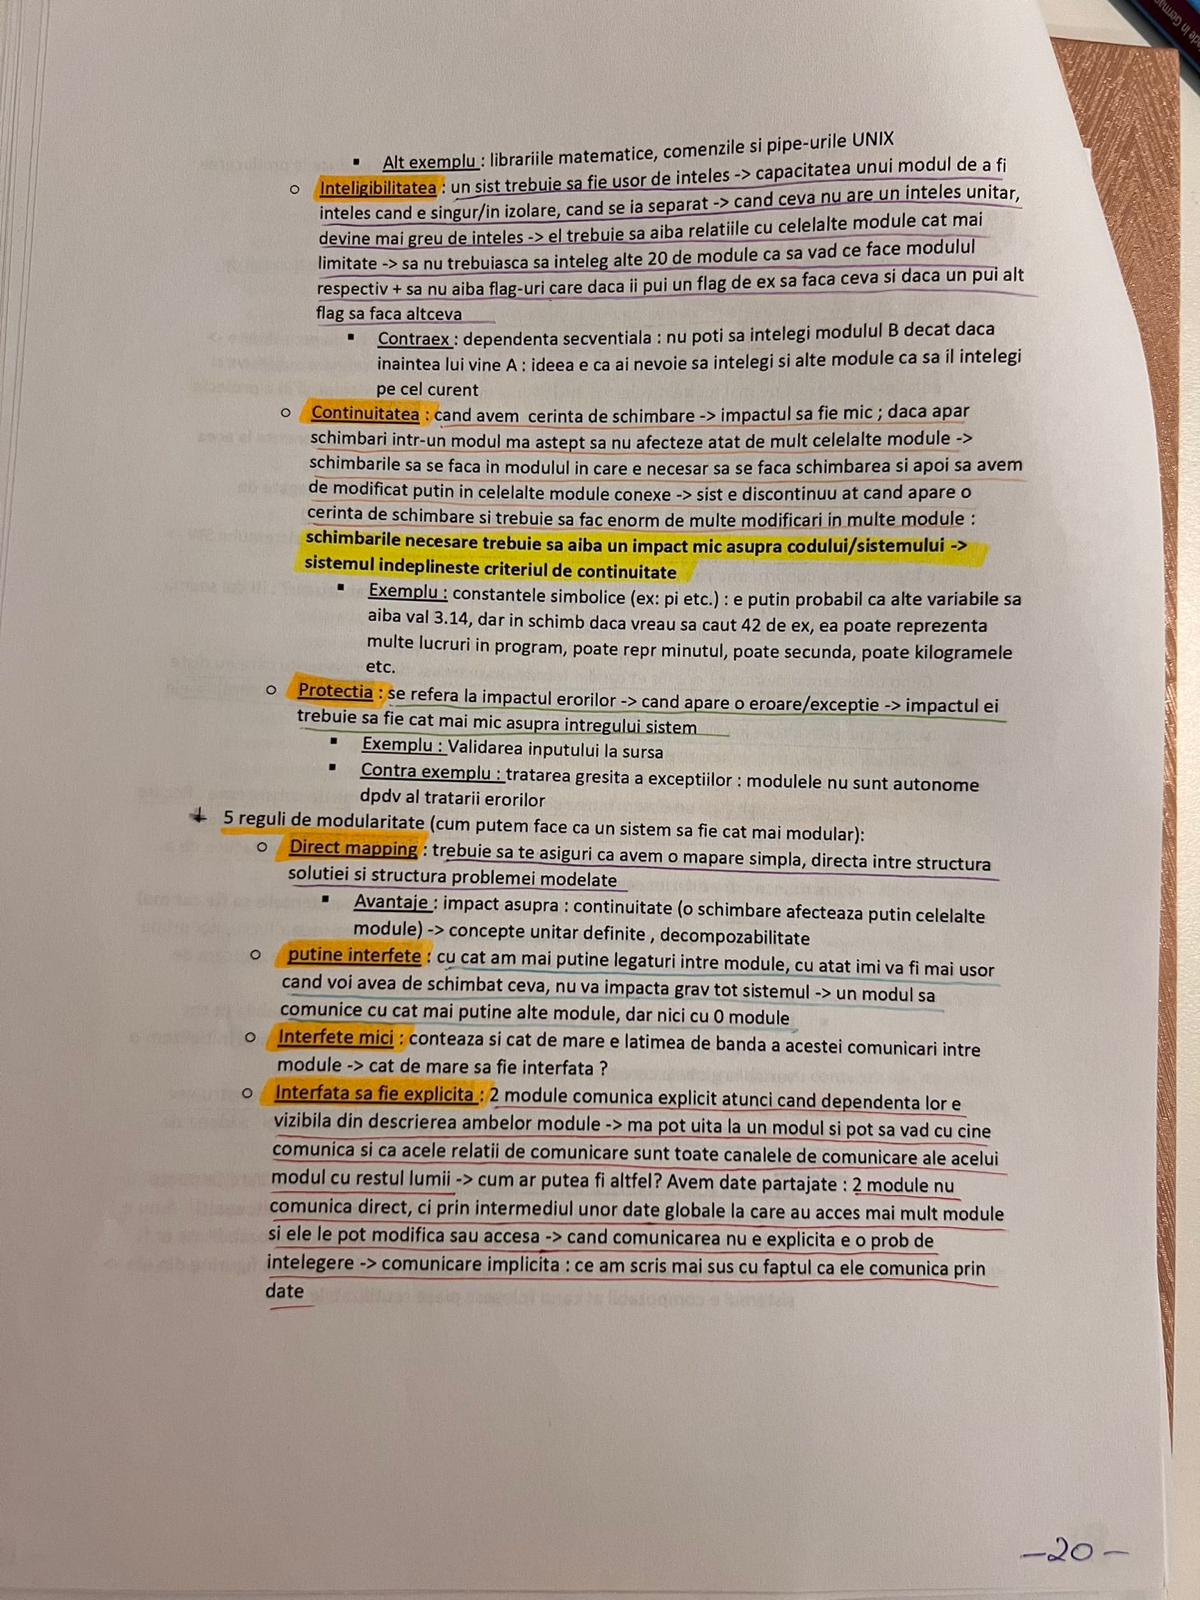 ▪ Alt exemplu : librariile matematice, comenzile si pipe-urile UNIX
o Inteligibilitatea : un sist trebuie sa fie usor de inteles -> capacitatea unui modul de a fi
inteles cand e singur/in izolare, cand se ia separat -> cand ceva nu are un inteles unitar,
devine mai greu de inteles -> el trebuie sa aiba relatiile cu celelalte module cat mai
limitate -> sa nu trebuiasca sa inteleg alte 20 de module ca sa vad ce face modulul
respectiv + sa nu aiba flag-uri care daca ii pui un flag de ex sa faca ceva si daca un pui alt
flag sa faca altceva
▪ Contraex : dependenta secventiala : nu poti sa intelegi modulul B decat daca
inaintea lui vine A : ideea e ca ai nevoie sa intelegi si alte module ca sa il intelegi
pe cel curent
o Continuitatea : cand avem cerinta de schimbare -> impactul sa fie mic ; daca apar
schimbari intr-un modul ma astept sa nu afecteze atat de mult celelalte module ->
schimbarile sa se faca in modulul in care e necesar sa se faca schimbarea si apoi sa avem
de modificat putin in celelalte module conexe -> sist e discontinuu at cand apare o
cerinta de schimbare si trebuie sa fac enorm de multe modificari in multe module :
schimbarile necesare trebuie sa aiba un impact mic asupra codului/sistemului ->
sistemul indeplineste criteriul de continuitate
▪ Exemplu : constantele simbolice (ex: pi etc.) : e putin probabil ca alte variabile sa
aiba val 3.14, dar in schimb daca vreau sa caut 42 de ex, ea poate reprezenta
multe lucruri in program, poate repr minutul, poate secunda, poate kilogramele
etc.
o Protectia : se refera la impactul erorilor -> cand apare o eroare/exceptie -> impactul ei
trebuie sa fie cat mai mic asupra intregului sistem
▪ Exemplu : Validarea inputului la sursa
▪ Contra exemplu : tratarea gresita a exceptiilor : modulele nu sunt autonome
dpdv al tratarii erorilor
5 reguli de modularitate (cum putem face ca un sistem sa fie cat mai modular):
o Direct mapping : trebuie sa te asiguri ca avem o mapare simpla, directa intre structura
solutiei si structura problemei modelate
▪ Avantaje : impact asupra : continuitate (o schimbare afecteaza putin celelalte
module) -> concepte unitar definite , decompozabilitate
o putine interfete : cu cat am mai putine legaturi intre module, cu atat imi va fi mai usor
cand voi avea de schimbat ceva, nu va impacta grav tot sistemul -> un modul sa
comunice cu cat mai putine alte module, dar nici cu 0 module
o Interfete mici : conteaza si cat de mare e latimea de banda a acestei comunicari intre
module -> cat de mare sa fie interfata ?
o Interfata sa fie explicita : 2 module comunica explicit atunci cand dependenta lor e
vizibila din descrierea ambelor module -> ma pot uita la un modul si pot sa vad cu cine
comunica si ca acele relatii de comunicare sunt toate canalele de comunicare ale acelui
modul cu restul lumii -> cum ar putea fi altfel? Avem date partajate : 2 module nu
comunica direct, ci prin intermediul unor date globale la care au acces mai mult module
si ele le pot modifica sau accesa -> cand comunicarea nu e explicita e o prob de
intelegere -> comunicare implicita : ce am scris mai sus cu faptul ca ele comunica prin
date
-20-